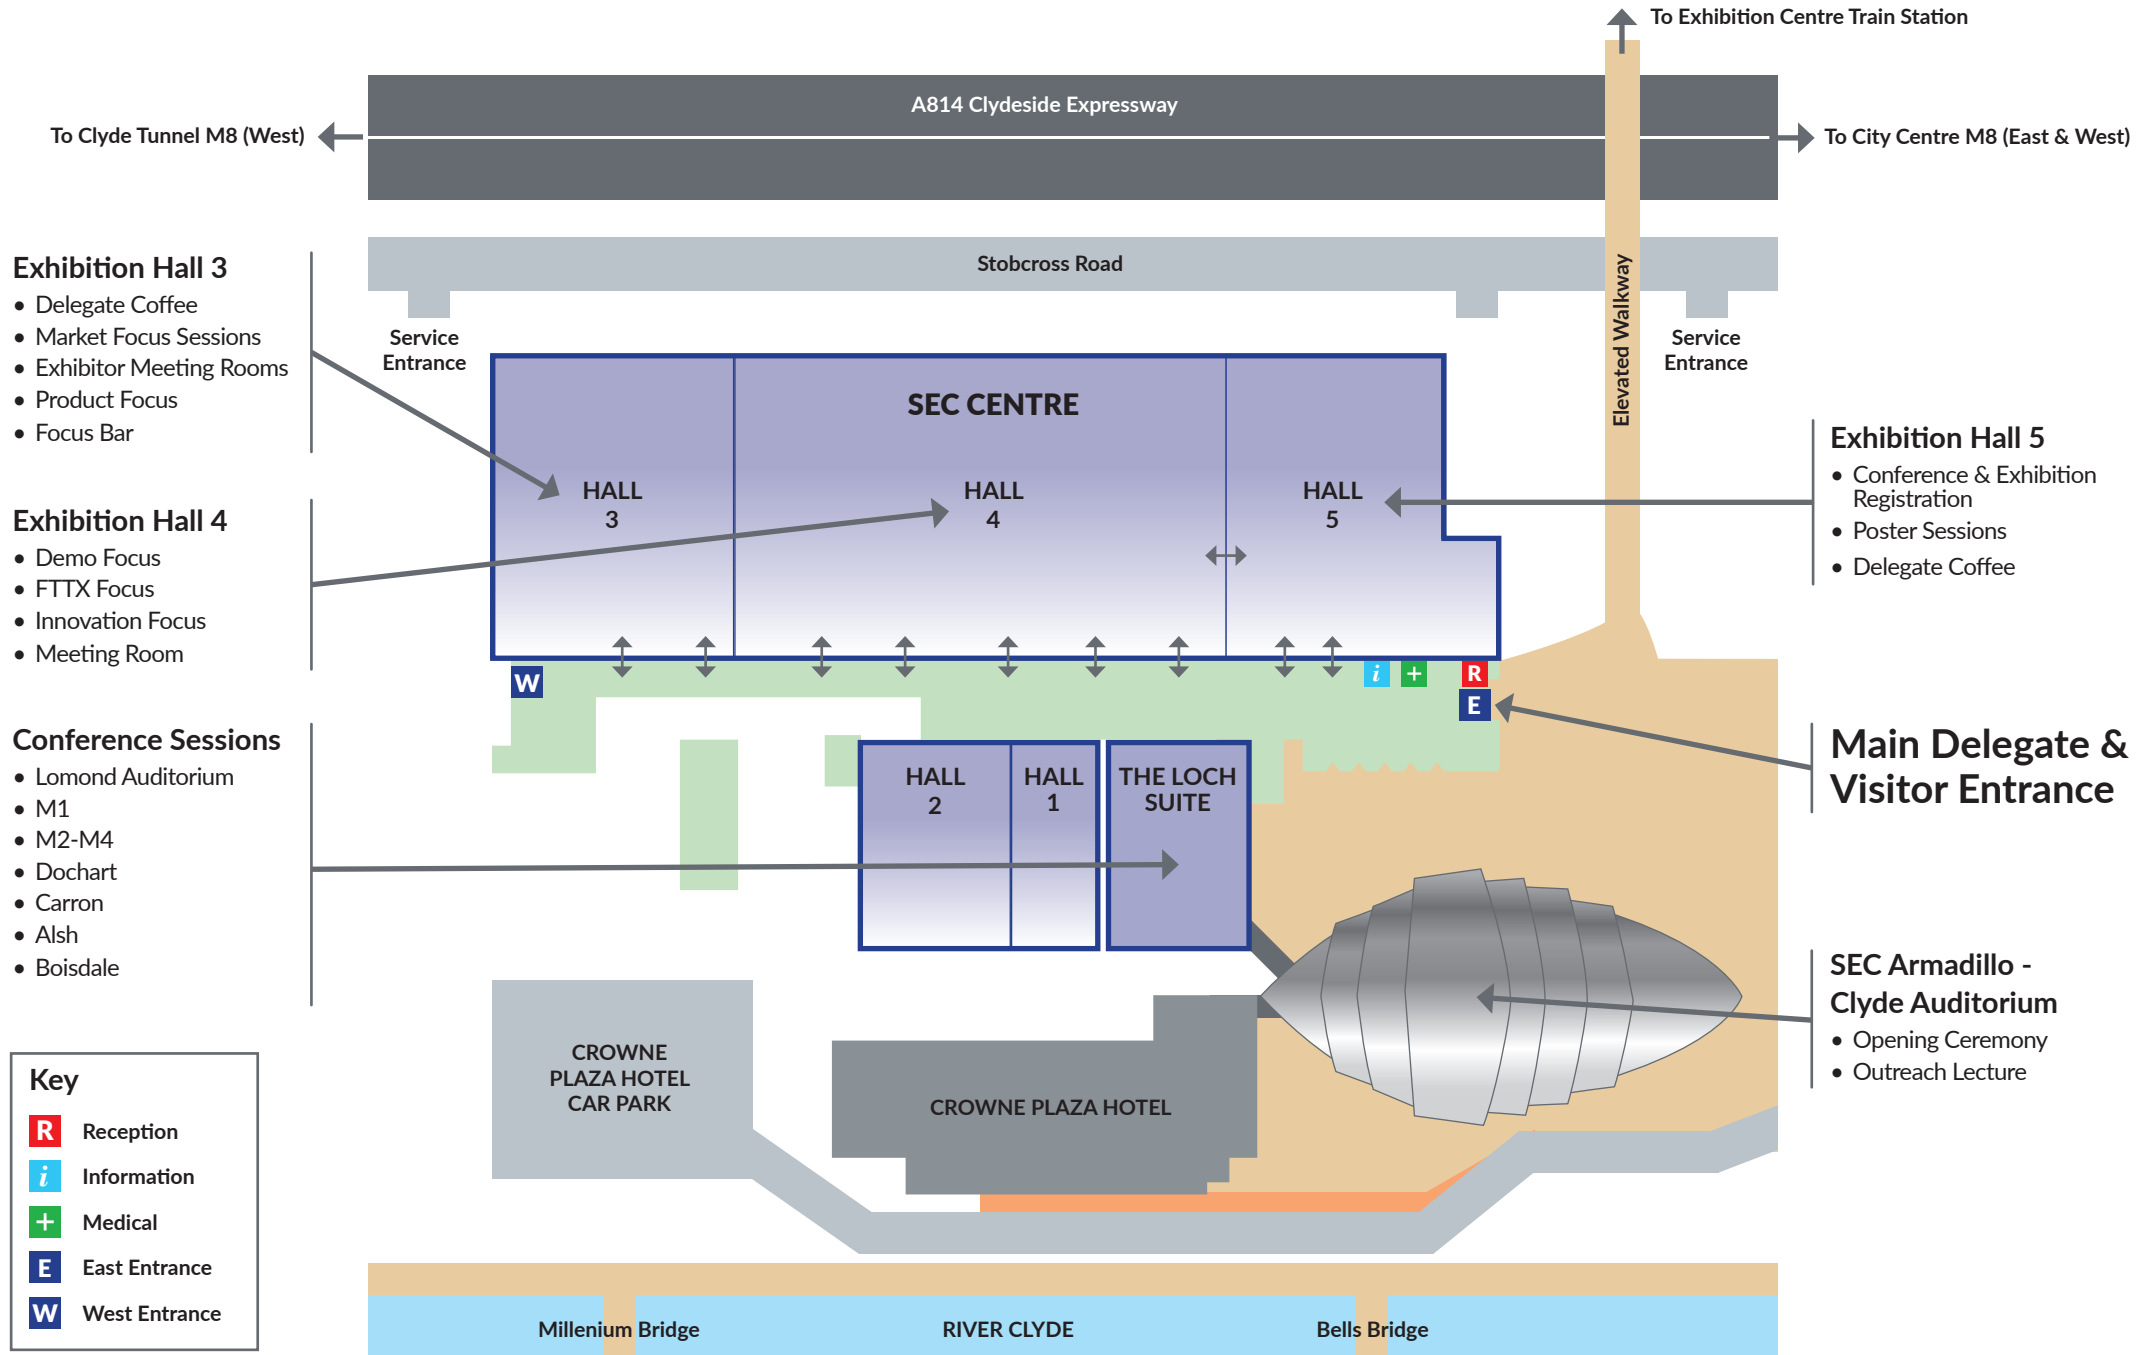 To Exhibition Centre Train Station
A814 Clydeside Expressway
To Clyde Tunnel M8 (West)
To City Centre M8 (East & West)
Stobcross Road
Elevated Walkway
Service
Entrance
Service
Entrance
Exhibition Hall 3
• Delegate Coffee
• Market Focus Sessions
• Exhibitor Meeting Rooms
• Product Focus
• Focus Bar
Exhibition Hall 4
• Demo Focus
• FTTX Focus
• Innovation Focus
• Meeting Room
Conference Sessions
• Lomond Auditorium
• M1
• M2-M4
• Dochart
• Carron
• Alsh
• Boisdale
SEC CENTRE
HALL
3
HALL
4
HALL
5
W
i
+
R
E
HALL
2
HALL
1
THE LOCH
SUITE
Exhibition Hall 5
• Conference & Exhibition
Registration
• Poster Sessions
• Delegate Coffee
Main Delegate &
Visitor Entrance
SEC Armadillo -
Clyde Auditorium
• Opening Ceremony
• Outreach Lecture
CROWNE
PLAZA HOTEL
CAR PARK
CROWNE PLAZA HOTEL
Key
R Reception
i Information
+ Medical
E East Entrance
W West Entrance
Millenium Bridge
RIVER CLYDE
Bells Bridge